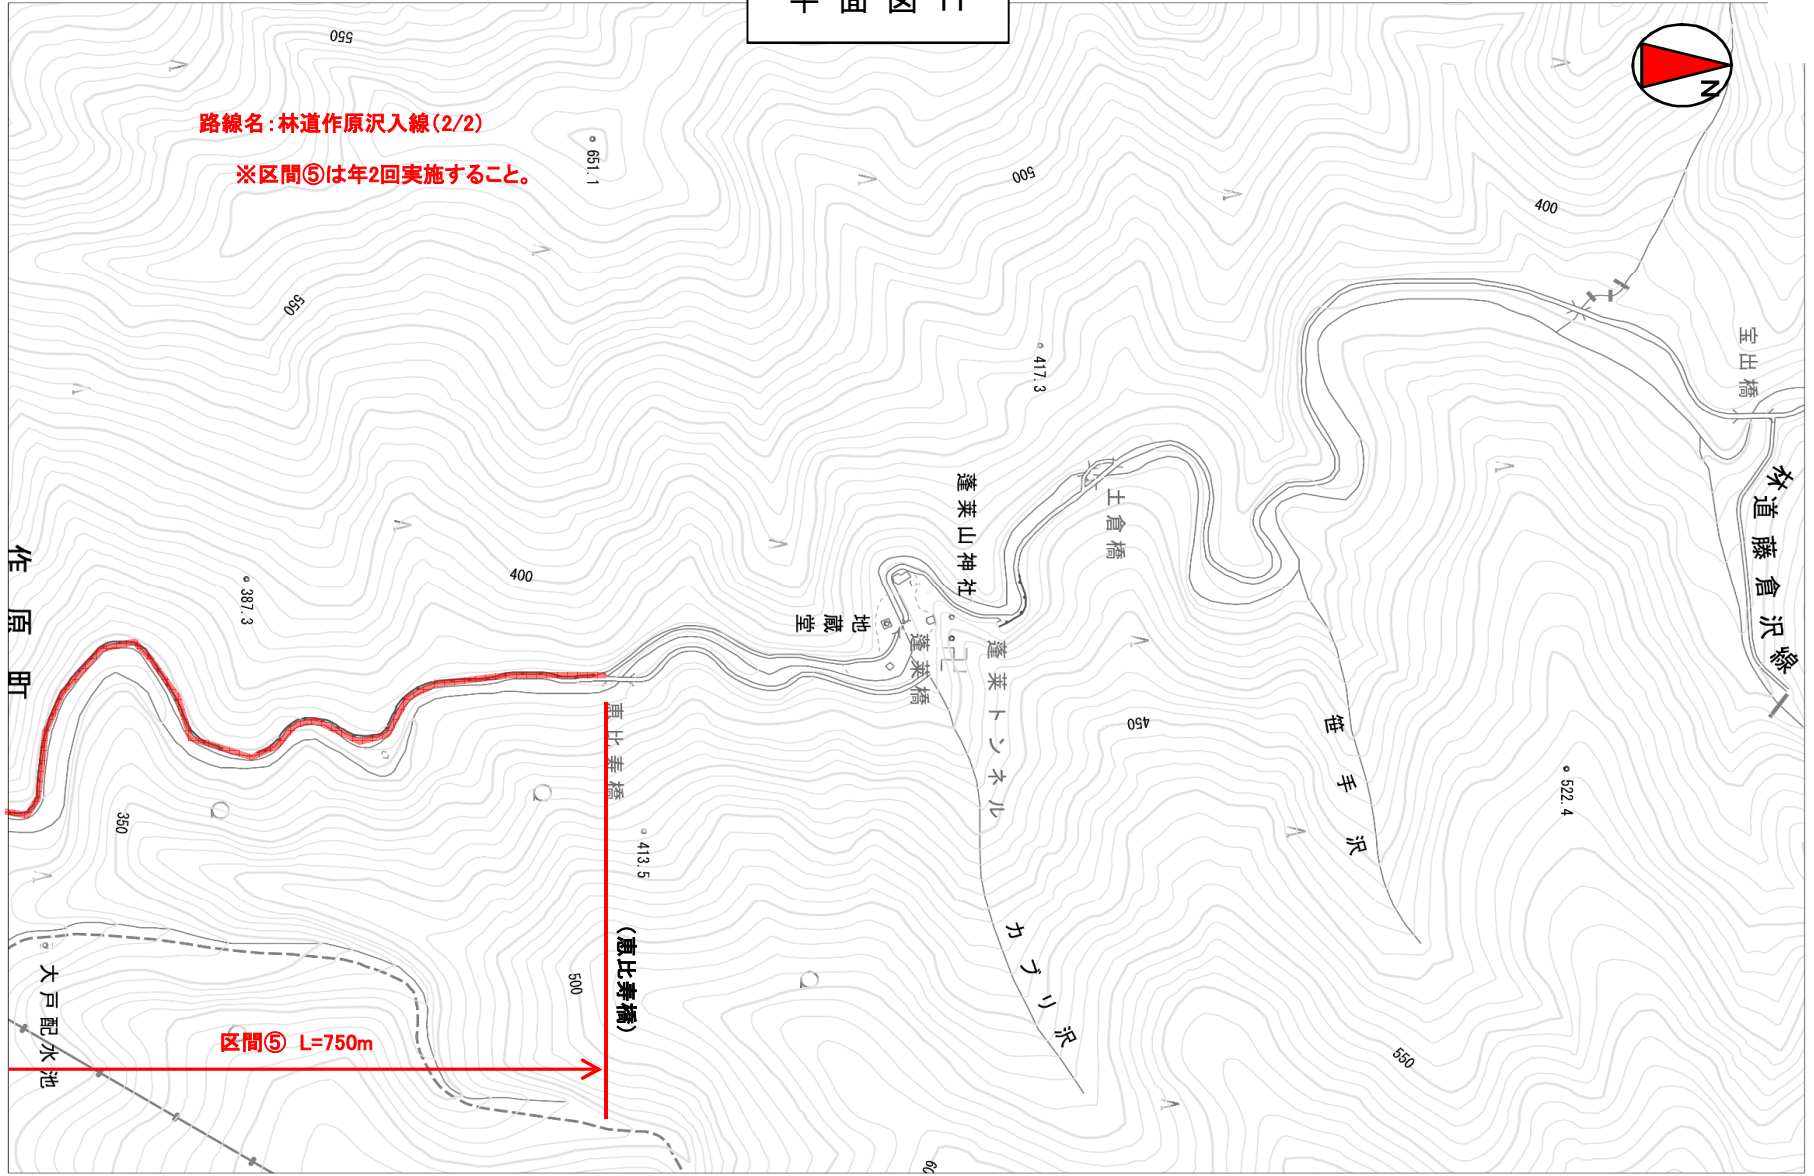 平面図 11
N
550
路線名：林道作原沢入線(2/2)
※区間⑤は年2回実施すること。
651.1
500
400
550
417.3
宝出橋
林道藤倉沢線
蓬莱山神社
土倉橋
作原町
387.3
400
地蔵堂
蓬莱橋
蓬莱トンネル
恵比寿橋
450
笹手沢
522.4
350
413.5
(恵比寿橋)
カブリ沢
500
大戸配水池
区間⑤ L=750m
550